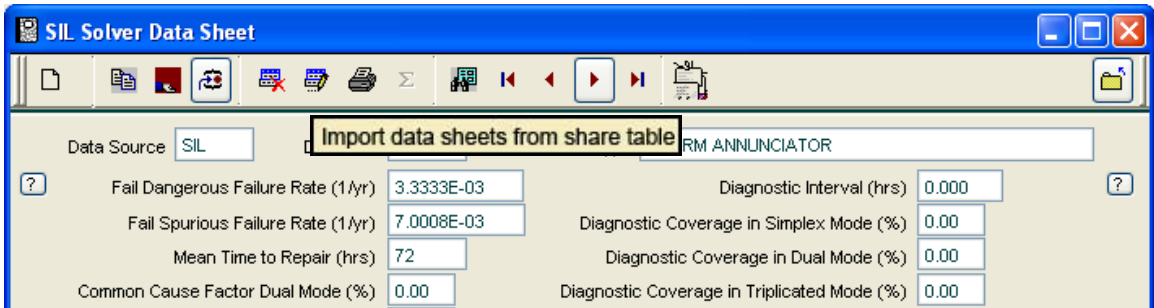 SIL Solver Data Sheet
Σ
Import data sheets from share table
Data Source SIL RM ANNUNCIATOR
? Fail Dangerous Failure Rate (1/yr) 3.3333E-03 Diagnostic Interval (hrs) 0.000 ?
Fail Spurious Failure Rate (1/yr) 7.0008E-03 Diagnostic Coverage in Simplex Mode (%) 0.00
Mean Time to Repair (hrs) 72 Diagnostic Coverage in Dual Mode (%) 0.00
Common Cause Factor Dual Mode (%) 0.00 Diagnostic Coverage in Triplicated Mode (%) 0.00